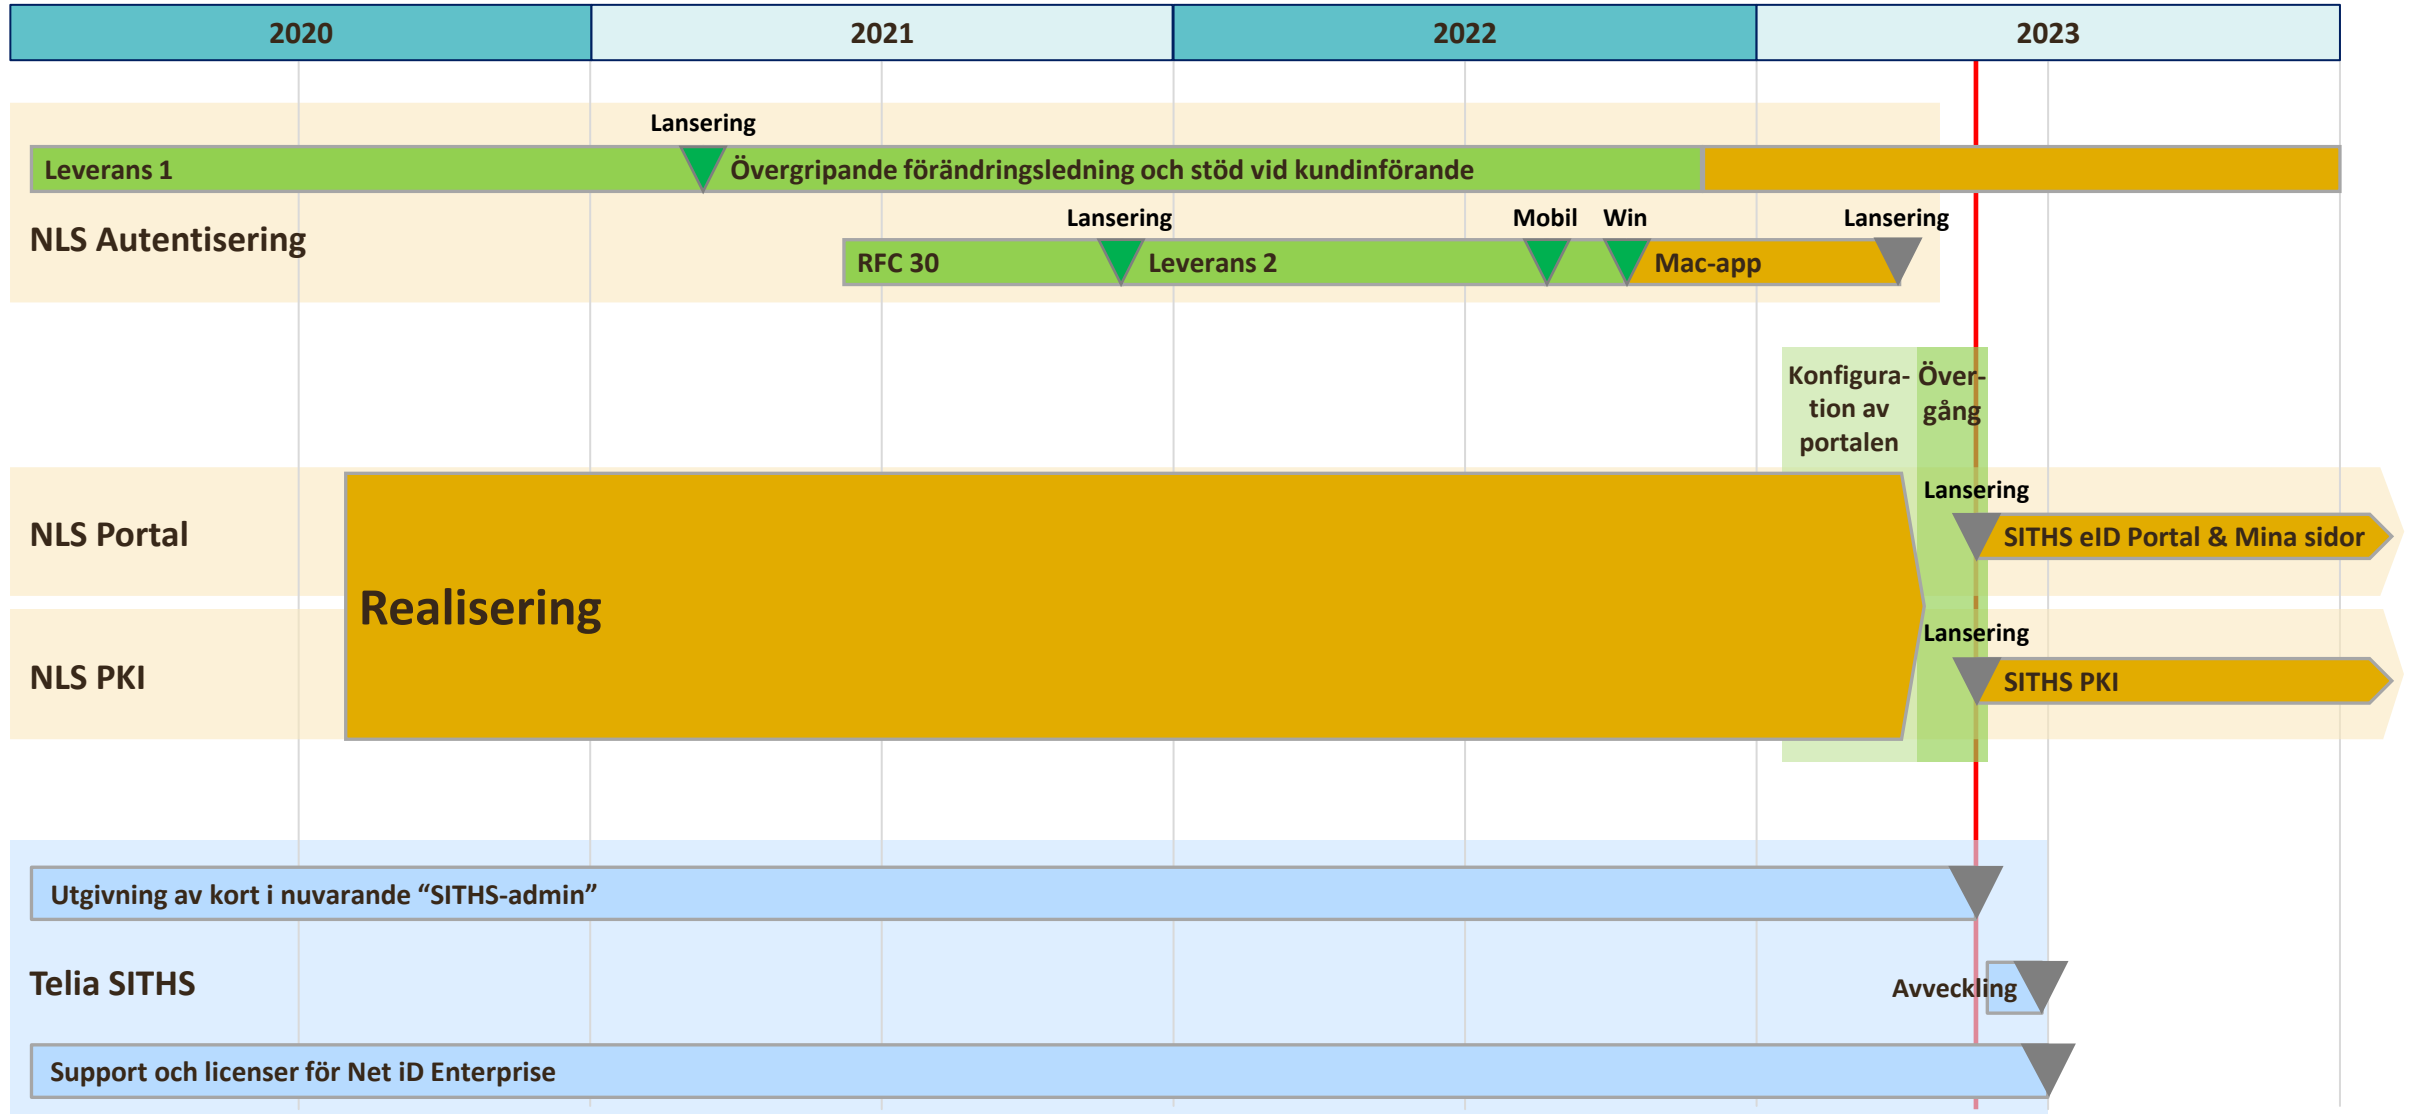 2020
2021
2022
2023
Lansering
Leverans 1
Övergripande förändringsledning och stöd vid kundinförande
Lansering
Mobil
Win
Lansering
NLS Autentisering
RFC 30
Leverans 2
Mac-app
Konfigura-
tion av
portalen
Över-
gång
Lansering
NLS Portal
SITHS eID Portal & Mina sidor
Realisering
Lansering
NLS PKI
SITHS PKI
Utgivning av kort i nuvarande “SITHS-admin”
Telia SITHS
Avveckling
Support och licenser för Net iD Enterprise